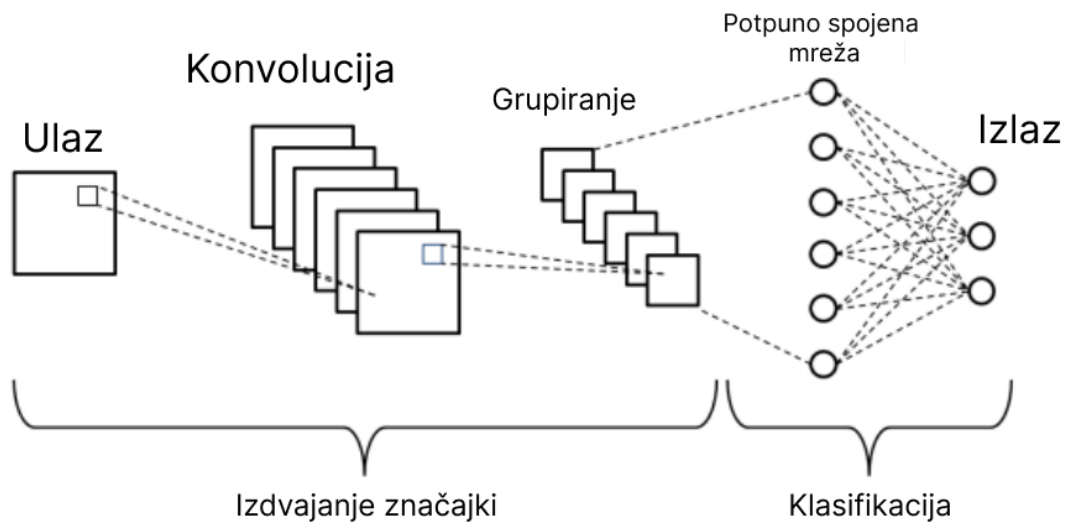 Ulaz
Konvolucija
Grupiranje
Potpuno spojena
mreža
Izlaz
Izdvajanje značajki
Klasifikacija